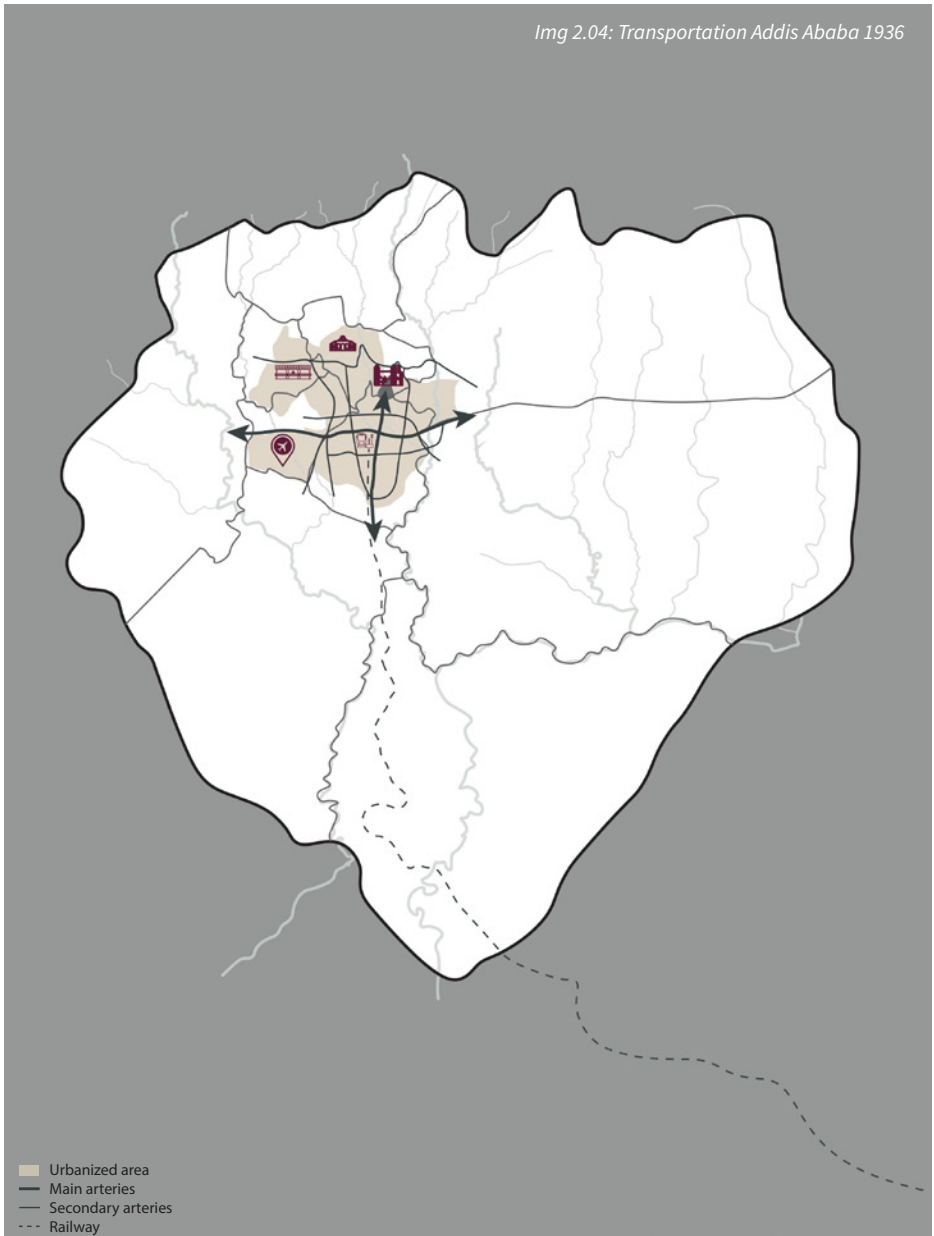 Img 2.04: Transportation Addis Ababa 1936
Urbanized area
Main arteries
Secondary arteries
Railway